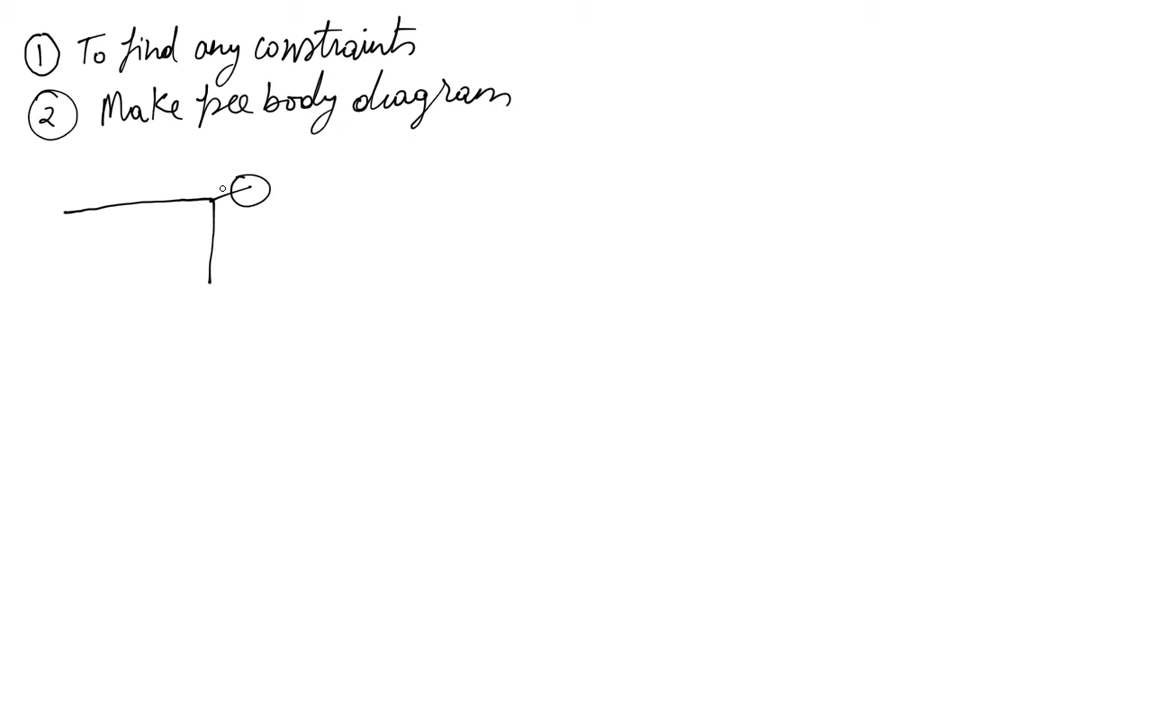 ① To find any constraints
② Make free body diagram